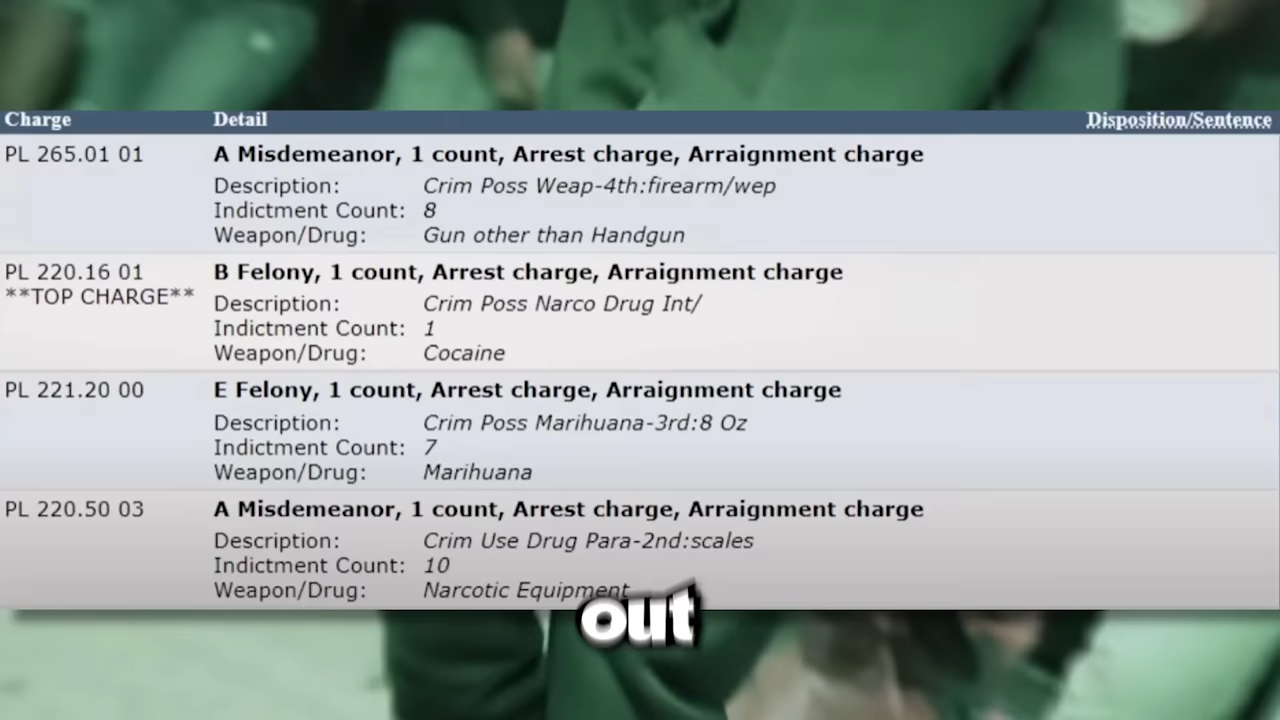 Charge Detail Disposition/Sentence
PL 265.01 01 A Misdemeanor, 1 count, Arrest charge, Arraignment charge
Description: Crim Poss Weap-4th:firearm/wep
Indictment Count: 8
Weapon/Drug: Gun other than Handgun
PL 220.16 01 B Felony, 1 count, Arrest charge, Arraignment charge
**TOP CHARGE** Description: Crim Poss Narco Drug Int/
Indictment Count: 1
Weapon/Drug: Cocaine
PL 221.20 00 E Felony, 1 count, Arrest charge, Arraignment charge
Description: Crim Poss Marihuana-3rd:8 Oz
Indictment Count: 7
Weapon/Drug: Marihuana
PL 220.50 03 A Misdemeanor, 1 count, Arrest charge, Arraignment charge
Description: Crim Use Drug Para-2nd:scales
Indictment Count: 10
Weapon/Drug: Narcotic Equipment
out